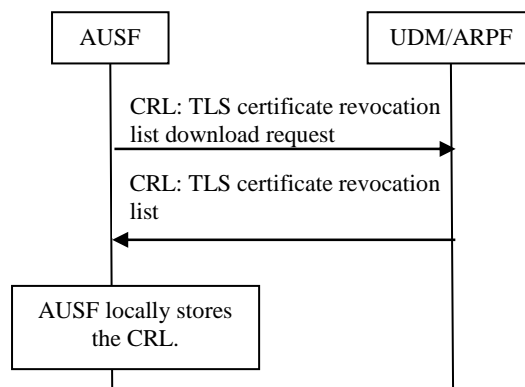 AUSF
UDM/ARPF
CRL: TLS certificate revocation
list download request
CRL: TLS certificate revocation
list
AUSF locally stores
the CRL.